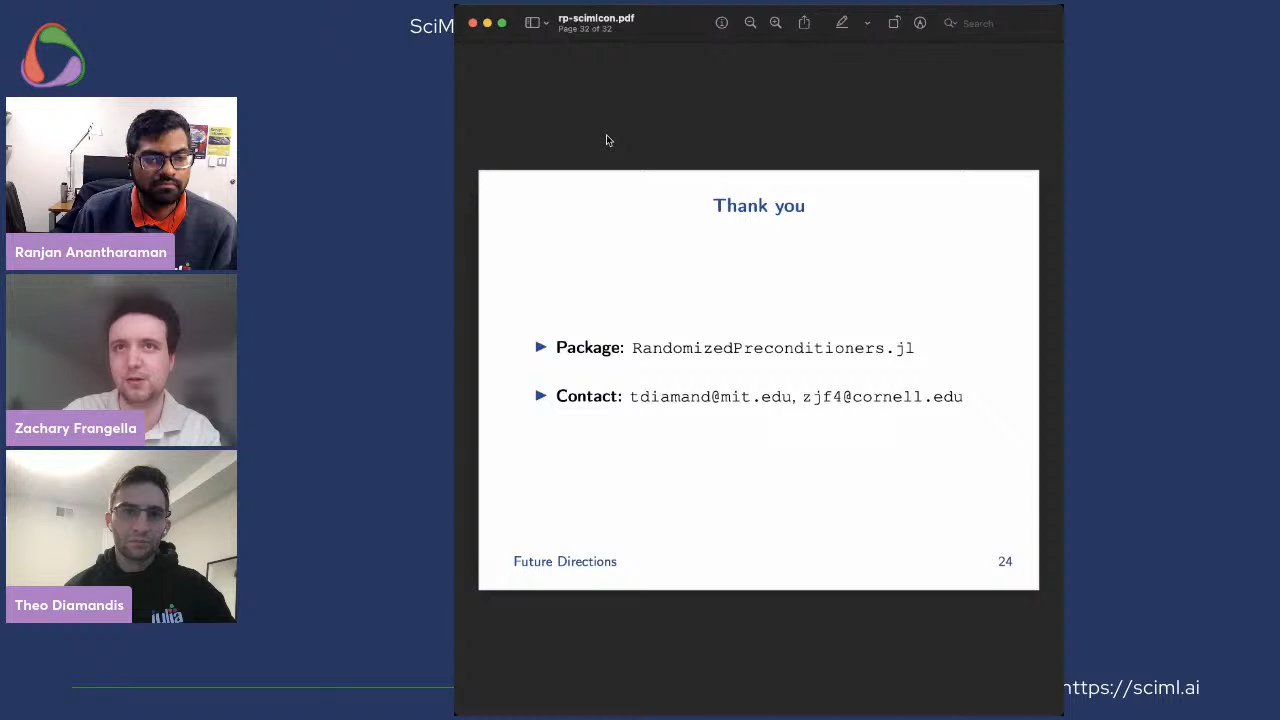 SciM
rp-scimlcon.pdf
Page 32 of 32
Search
Ranjan Anantharaman
Zachary Frangella
Theo Diamandis
julia
Thank you
Package: RandomizedPreconditioners.jl
Contact: tdiamand@mit.edu, zjf4@cornell.edu
Future Directions
24
https://sciml.ai